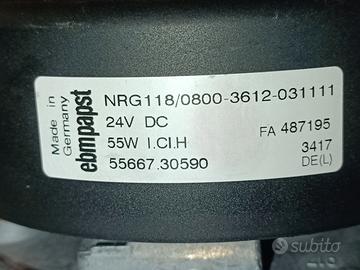 Made in
Germany
ebmpapst
NRG118/0800-3612-031111
24V DC
FA 487195
55W I.Cl.H
3417
55667.30590
DE(L)
subito